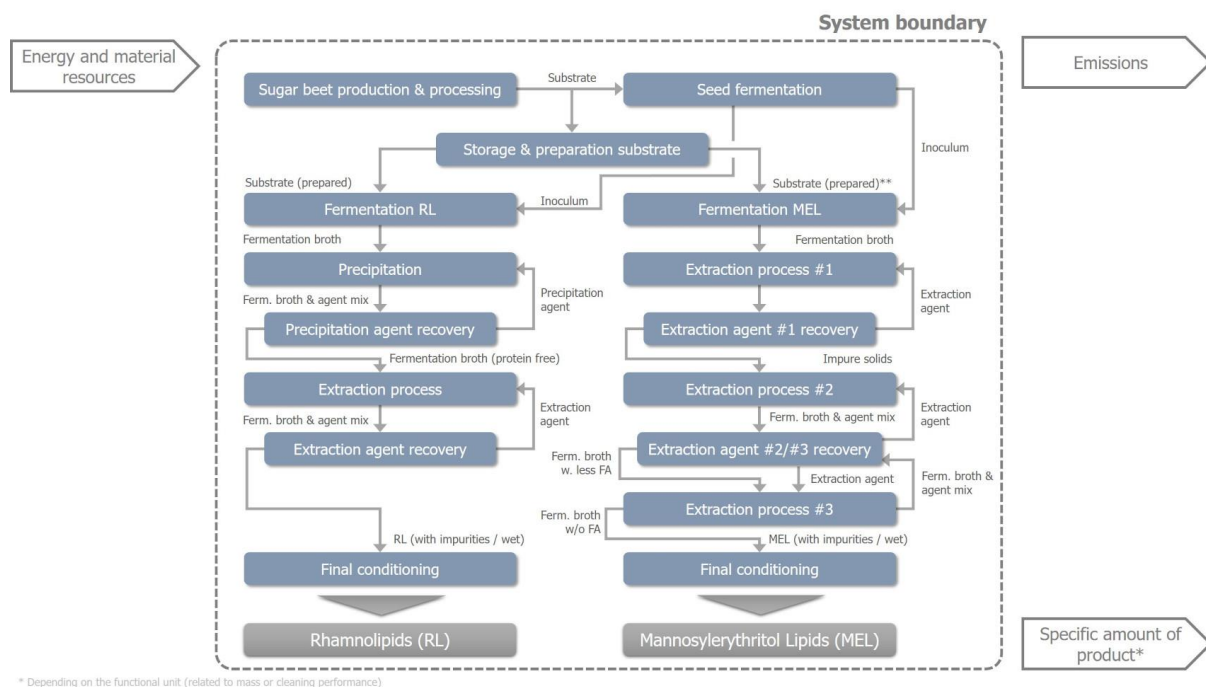 System boundary
Energy and material
resources
Emissions
Sugar beet production & processing
Substrate
Seed fermentation
Inoculum
Storage & preparation substrate
Substrate (prepared)
Inoculum
Substrate (prepared)**
Fermentation RL
Fermentation MEL
Fermentation broth
Fermentation broth
Precipitation
Extraction process #1
Precipitation
agent
Extraction
agent
Ferm. broth & agent mix
Precipitation agent recovery
Extraction agent #1 recovery
Fermentation broth (protein free)
Impure solids
Extraction process
Extraction process #2
Extraction
agent
Extraction
agent
Ferm. broth & agent mix
Ferm. broth & agent mix
Extraction agent recovery
Extraction agent #2/#3 recovery
Ferm. broth
w. less FA
Extraction agent
Ferm. broth &
agent mix
Extraction process #3
Ferm. broth
w/o FA
RL (with impurities / wet)
MEL (with impurities / wet)
Final conditioning
Final conditioning
Rhamnolipids (RL)
Mannosylerythritol Lipids (MEL)
Specific amount of
product*
* Depending on the functional unit (related to mass or cleaning performance)